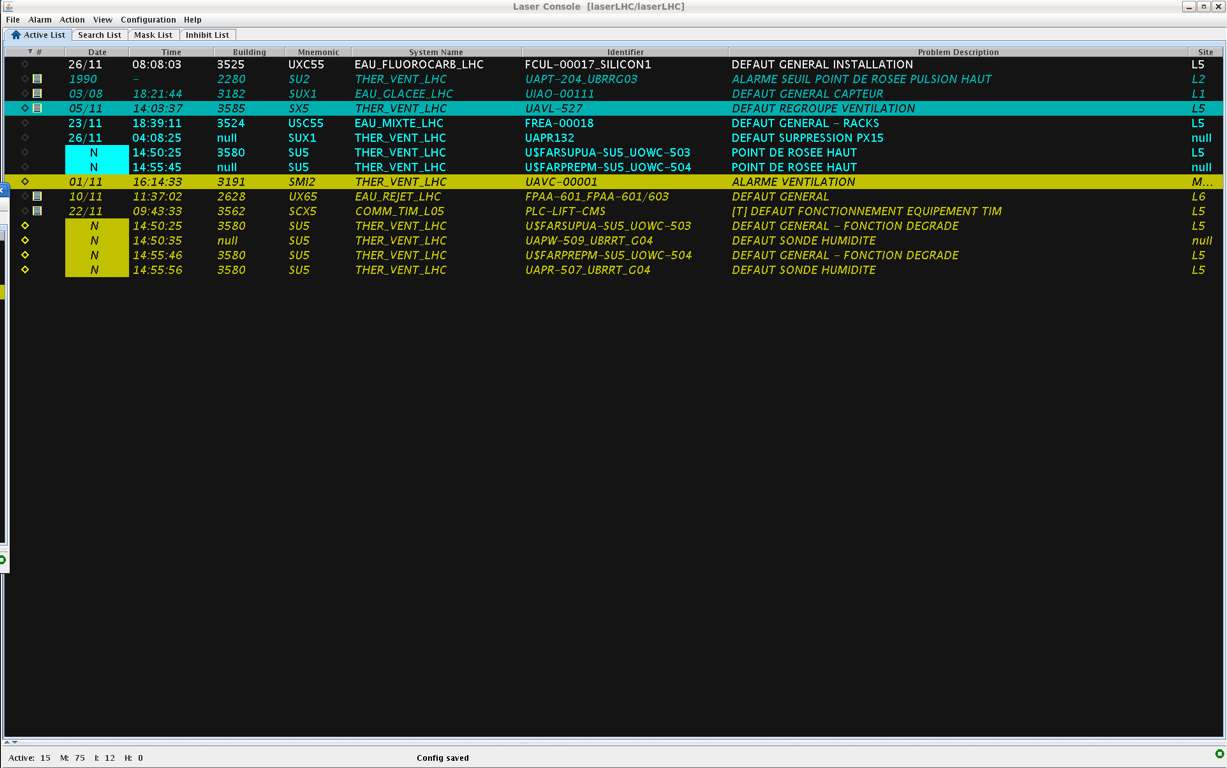 Laser Console [laserLHC/laserLHC]
File Alarm Action View Configuration Help
Active List Search List Mask List Inhibit List
# Date Time Building Mnemonic System Name Identifier Problem Description Site
26/11 08:08:03 3525 UXC55 EAU_FLUOROCARB_LHC FCUL-00017_SILICON1 DEFAUT GENERAL INSTALLATION L5
1990 – 2280 SU2 THER_VENT_LHC UAPT-204_UBRRG03 ALARME SEUIL POINT DE ROSEE PULSION HAUT L2
03/08 18:21:44 3182 SUX1 EAU_GLACEE_LHC UIAO-00111 DEFAUT GENERAL CAPTEUR L1
05/11 14:03:37 3585 SX5 THER_VENT_LHC UAVL-527 DEFAUT REGROUPE VENTILATION L5
23/11 18:39:11 3524 USC55 EAU_MIXTE_LHC FREA-00018 DEFAUT GENERAL – RACKS L5
26/11 04:08:25 null SUX1 THER_VENT_LHC UAPR132 DEFAUT SURPRESSION PX15 null
N 14:50:25 3580 SU5 THER_VENT_LHC U$FARSUPUA-SU5_UOWC-503 POINT DE ROSEE HAUT L5
N 14:55:45 null SU5 THER_VENT_LHC U$FARPREPM-SU5_UOWC-504 POINT DE ROSEE HAUT null
01/11 16:14:33 3191 SMI2 THER_VENT_LHC UAVC-00001 ALARME VENTILATION M...
10/11 11:37:02 2628 UX65 EAU_REJET_LHC FPAA-601_FPAA-601/603 DEFAUT GENERAL L6
22/11 09:43:33 3562 SCX5 COMM_TIM_L05 PLC-LIFT-CMS [T] DEFAUT FONCTIONNEMENT EQUIPEMENT TIM L5
N 14:50:25 3580 SU5 THER_VENT_LHC U$FARSUPUA-SU5_UOWC-503 DEFAUT GENERAL – FONCTION DEGRADE L5
N 14:50:35 null SU5 THER_VENT_LHC UAPW-509_UBRRT_G04 DEFAUT SONDE HUMIDITE null
N 14:55:46 3580 SU5 THER_VENT_LHC U$FARPREPM-SU5_UOWC-504 DEFAUT GENERAL – FONCTION DEGRADE L5
N 14:55:56 3580 SU5 THER_VENT_LHC UAPR-507_UBRRT_G04 DEFAUT SONDE HUMIDITE L5
Active: 15 M: 75 I: 12 H: 0 Config saved